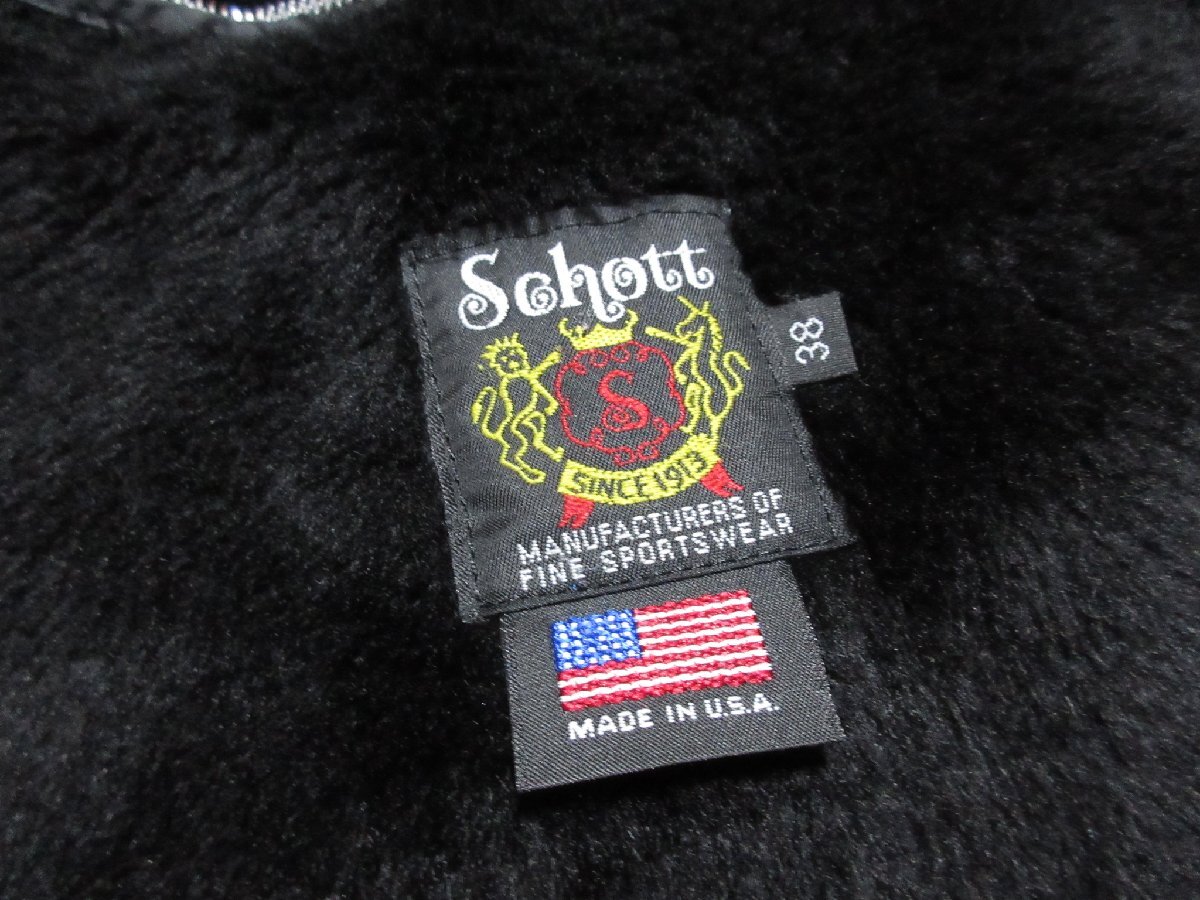 Schott
38
S
SINCE 1913
MANUFACTURERS OF
FINE SPORTSWEAR
MADE IN U.S.A.